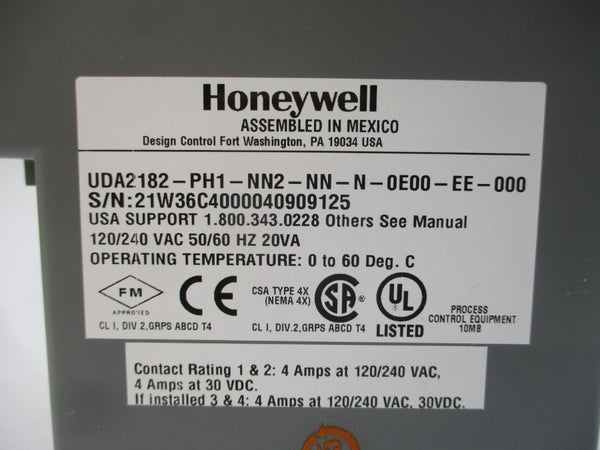 Honeywell
ASSEMBLED IN MEXICO
Design Control Fort Washington, PA 19034 USA
UDA2182-PH1-NN2-NN-N-0E00-EE-000
S/N:21W36C4000040909125
USA SUPPORT 1.800.343.0228 Others See Manual
120/240 VAC 50/60 HZ 20VA
OPERATING TEMPERATURE: 0 to 60 Deg. C
FM
APPROVED
CL I, DIV 2,GRPS ABCD T4
CE
CSA TYPE 4X
(NEMA 4X)
SA
®
CL I, DIV.2,GRPS ABCD T4
UL
®
LISTED
PROCESS
CONTROL EQUIPMENT
10MB
Contact Rating 1 & 2: 4 Amps at 120/240 VAC,
4 Amps at 30 VDC.
If installed 3 & 4: 4 Amps at 120/240 VAC, 30VDC.